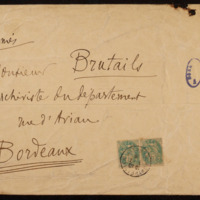 Monsieur Brutails
archiviste du département
rue d'Aviau
Bordeaux